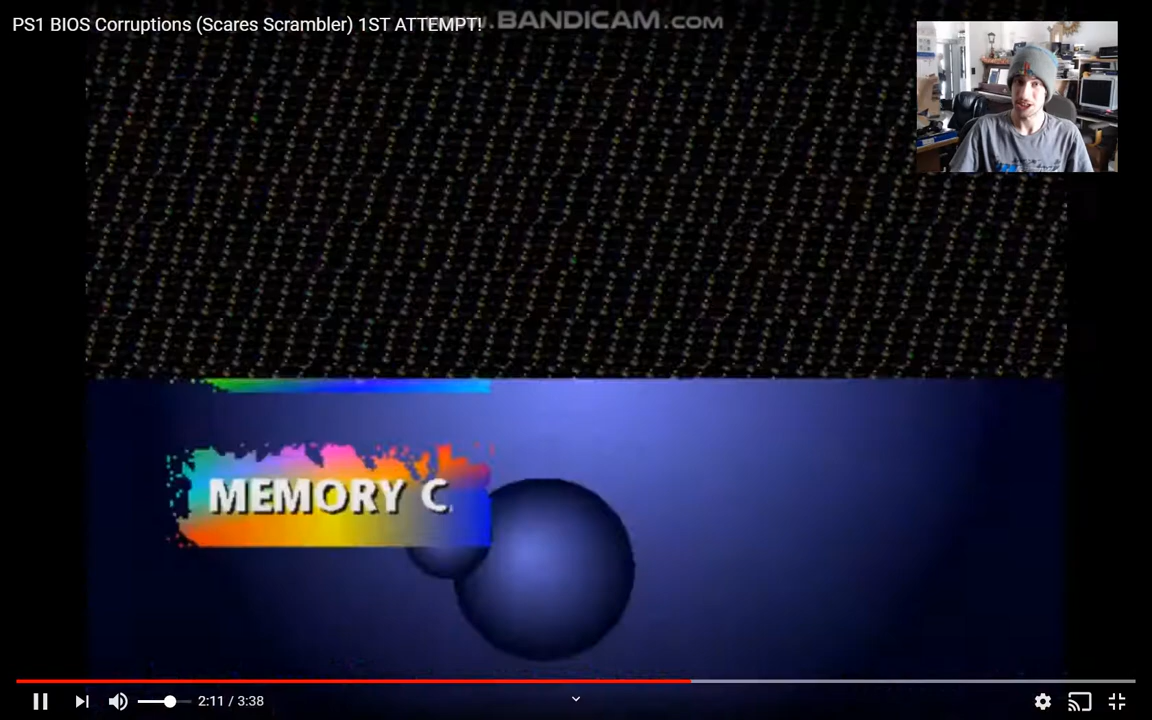 PS1 BIOS Corruptions (Scares Scrambler) 1ST ATTEMPT!
BANDICAM.COM
MEMORY C
2:11 / 3:38